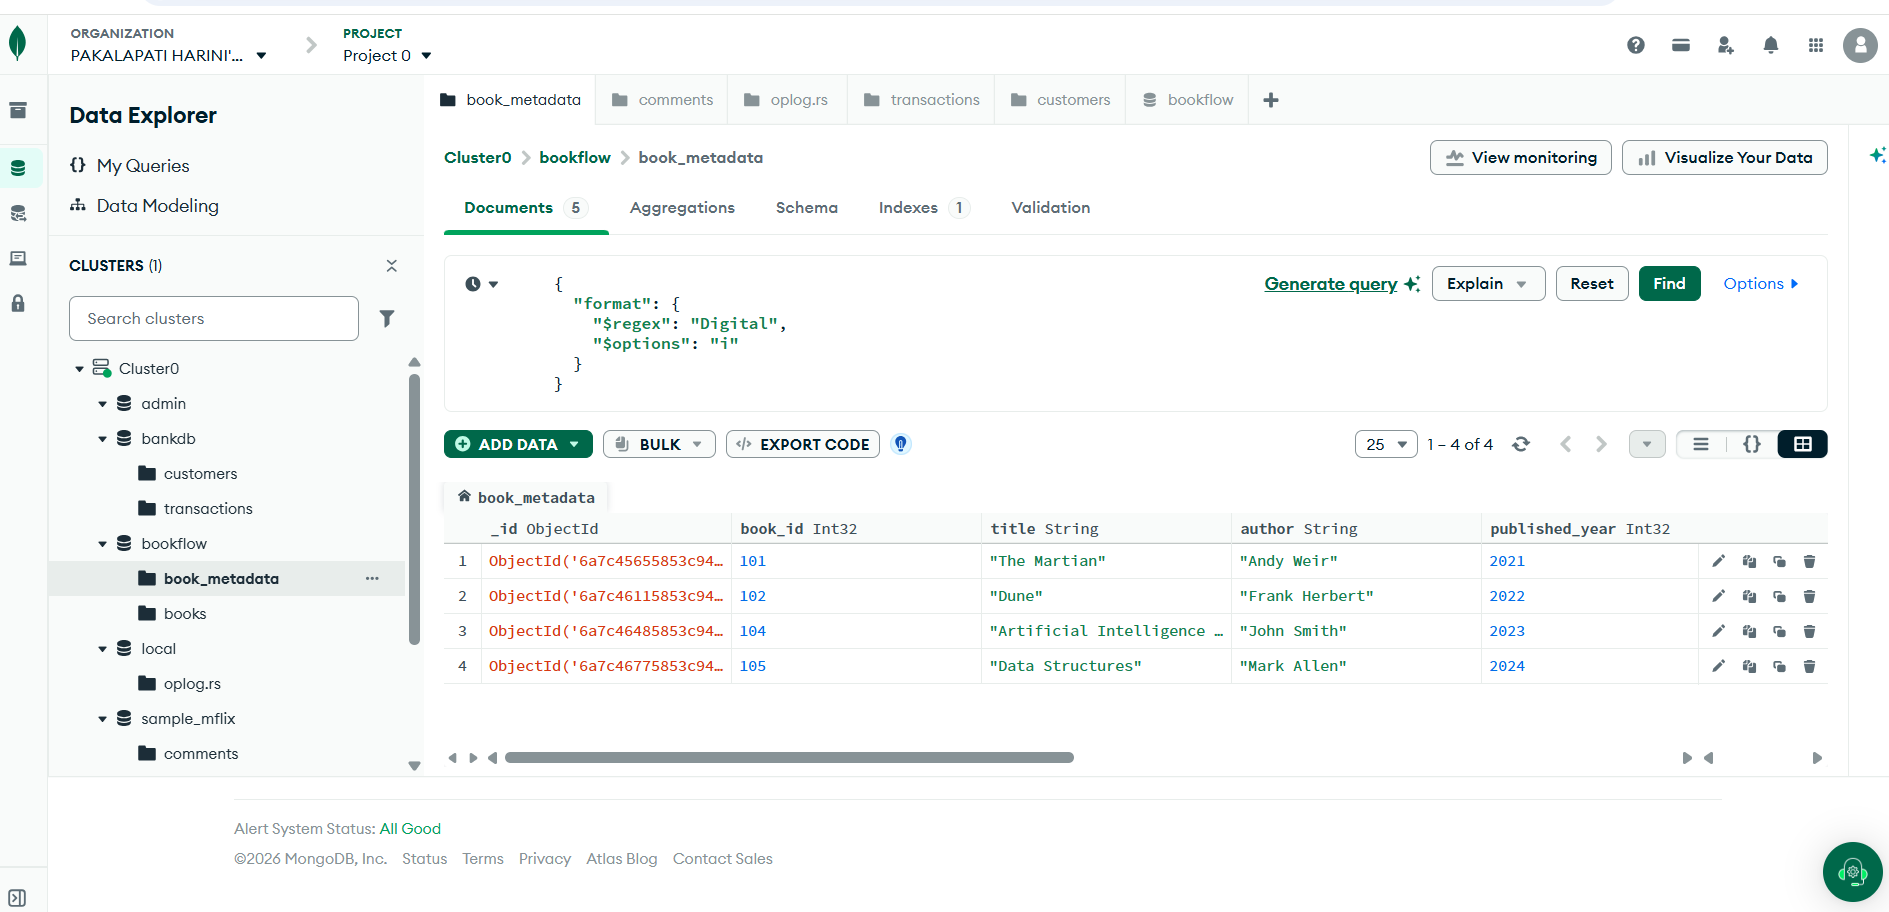 ORGANIZATION
PAKALAPATI HARINI'...
PROJECT
Project 0
Data Explorer
My Queries
Data Modeling
CLUSTERS (1)
Search clusters
Cluster0
admin
bankdb
customers
transactions
bookflow
book_metadata
books
local
oplog.rs
sample_mflix
comments
book_metadata
comments
oplog.rs
transactions
customers
bookflow
Cluster0 bookflow book_metadata
View monitoring
Visualize Your Data
Documents 5
Aggregations
Schema
Indexes 1
Validation
{
"format": {
"$regex": "Digital",
"$options": "i"
}
}
Generate query
Explain
Reset
Find
Options
ADD DATA
BULK
EXPORT CODE
25
1 – 4 of 4
book_metadata
_id ObjectId book_id Int32 title String author String published_year Int32
1 ObjectId('6a7c45655853c94… 101 "The Martian" "Andy Weir" 2021
2 ObjectId('6a7c46115853c94… 102 "Dune" "Frank Herbert" 2022
3 ObjectId('6a7c46485853c94… 104 "Artificial Intelligence … "John Smith" 2023
4 ObjectId('6a7c46775853c94… 105 "Data Structures" "Mark Allen" 2024
Alert System Status: All Good
©2026 MongoDB, Inc. Status Terms Privacy Atlas Blog Contact Sales